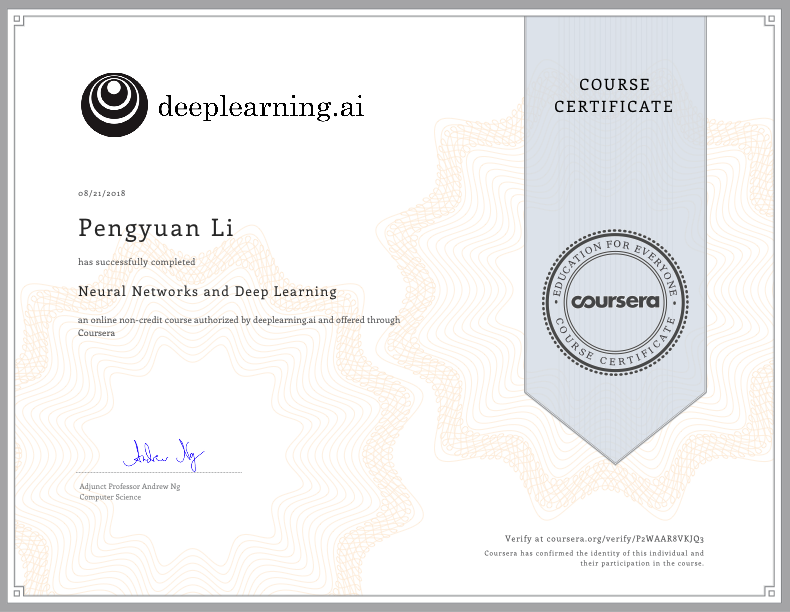 deeplearning.ai
COURSE
CERTIFICATE
08/21/2018
Pengyuan Li
has successfully completed
Neural Networks and Deep Learning
an online non-credit course authorized by deeplearning.ai and offered through
Coursera
EDUCATION FOR EVERYONE
coursera
COURSE CERTIFICATE
Andrew Ng
Adjunct Professor Andrew Ng
Computer Science
Verify at coursera.org/verify/P2WAAR8VKJQ3
Coursera has confirmed the identity of this individual and
their participation in the course.